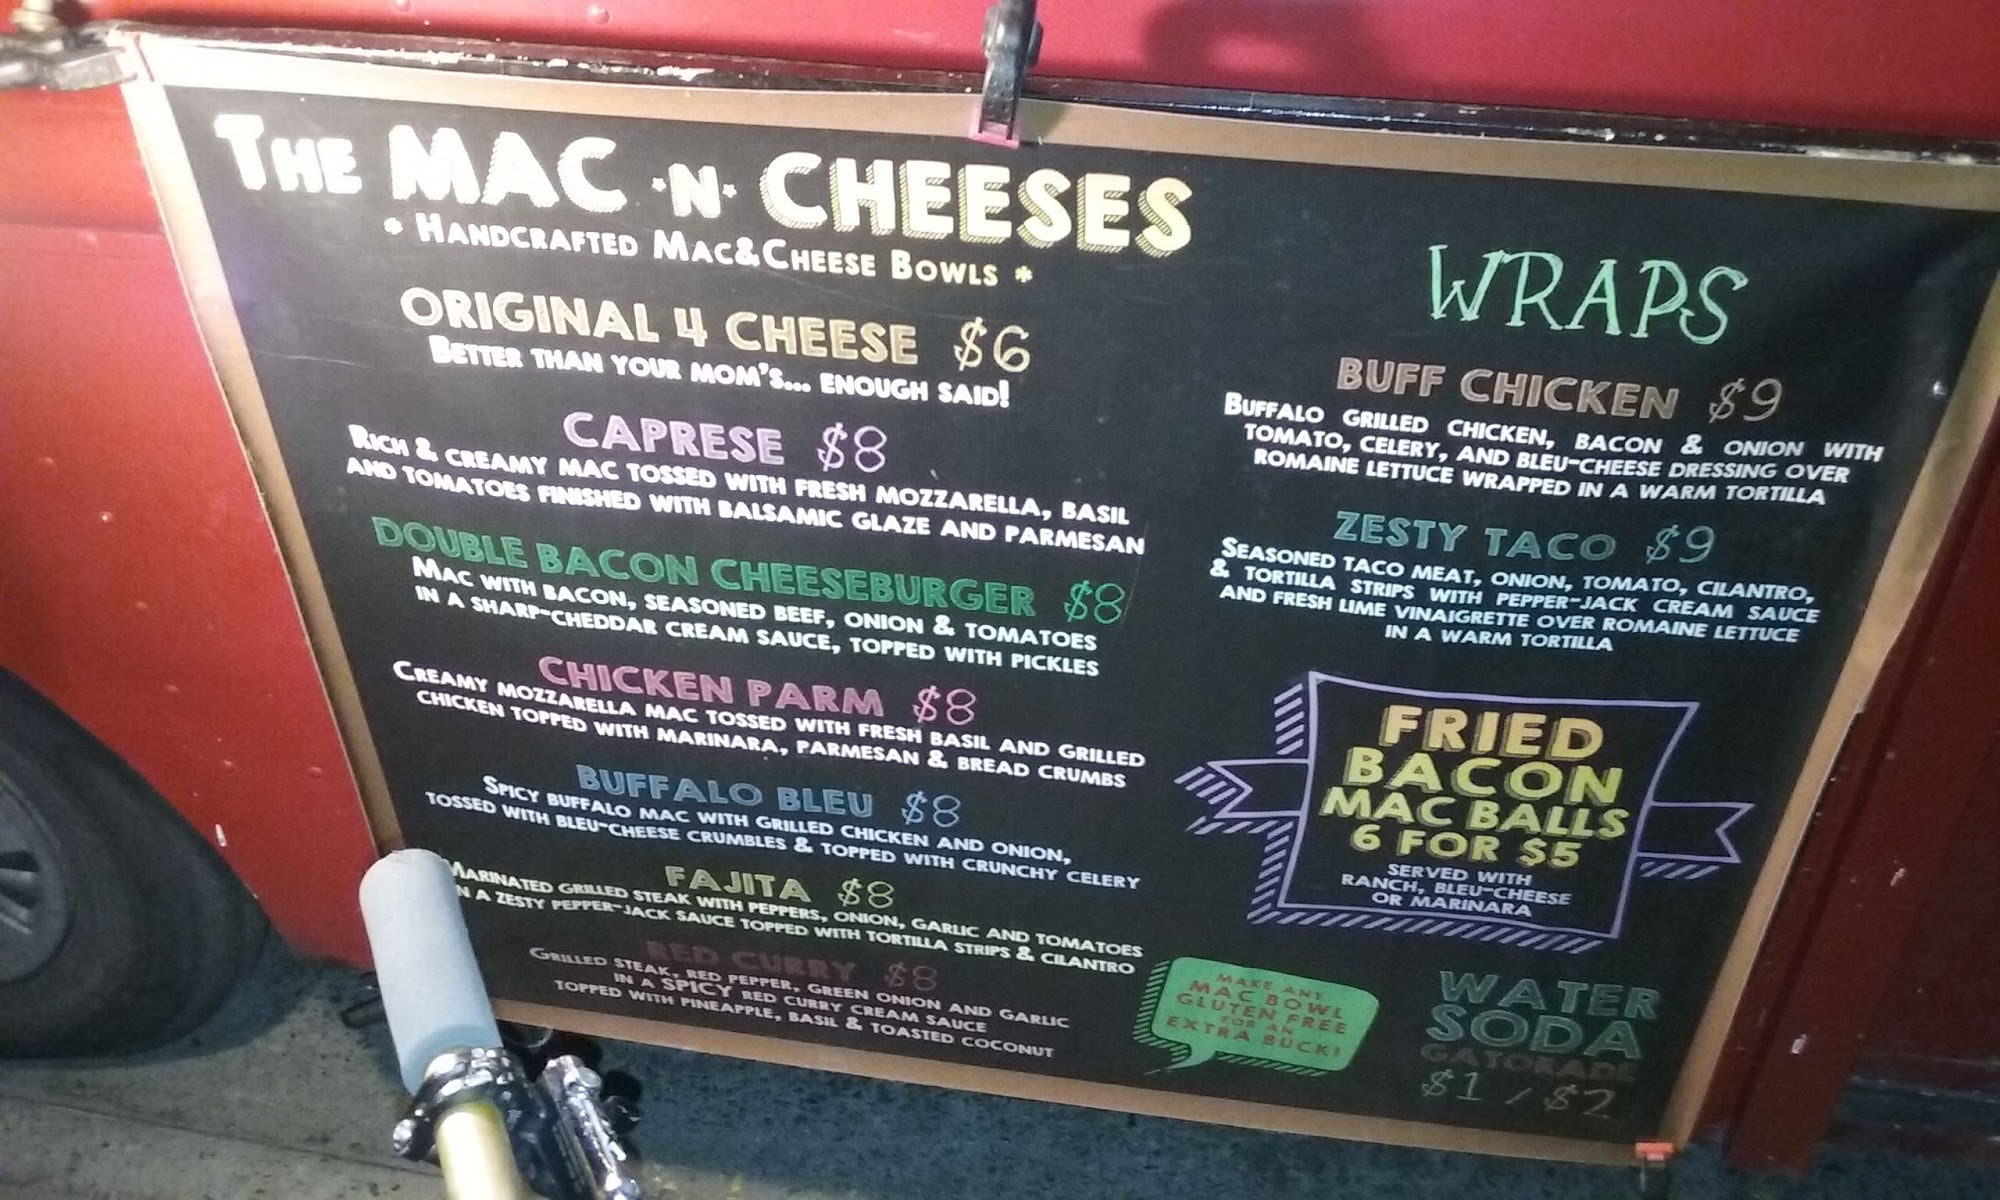 THE MAC ·N· CHEESES
* HANDCRAFTED MAC&CHEESE BOWLS *
ORIGINAL 4 CHEESE $6
BETTER THAN YOUR MOM'S... ENOUGH SAID!
CAPRESE $8
RICH & CREAMY MAC TOSSED WITH FRESH MOZZARELLA, BASIL
AND TOMATOES FINISHED WITH BALSAMIC GLAZE AND PARMESAN
DOUBLE BACON CHEESEBURGER $8
MAC WITH BACON, SEASONED BEEF, ONION & TOMATOES
IN A SHARP-CHEDDAR CREAM SAUCE, TOPPED WITH PICKLES
CHICKEN PARM $8
CREAMY MOZZARELLA MAC TOSSED WITH FRESH BASIL AND GRILLED
CHICKEN TOPPED WITH MARINARA, PARMESAN & BREAD CRUMBS
BUFFALO BLEU $8
SPICY BUFFALO MAC WITH GRILLED CHICKEN AND ONION,
TOSSED WITH BLEU-CHEESE CRUMBLES & TOPPED WITH CRUNCHY CELERY
FAJITA $8
MARINATED GRILLED STEAK WITH PEPPERS, ONION, GARLIC AND TOMATOES
IN A ZESTY PEPPER-JACK SAUCE TOPPED WITH TORTILLA STRIPS & CILANTRO
RED CURRY $8
GRILLED STEAK, RED PEPPER, GREEN ONION AND GARLIC
IN A SPICY RED CURRY CREAM SAUCE
TOPPED WITH PINEAPPLE, BASIL & TOASTED COCONUT
WRAPS
BUFF CHICKEN $9
BUFFALO GRILLED CHICKEN, BACON & ONION WITH
TOMATO, CELERY, AND BLEU-CHEESE DRESSING OVER
ROMAINE LETTUCE WRAPPED IN A WARM TORTILLA
ZESTY TACO $9
SEASONED TACO MEAT, ONION, TOMATO, CILANTRO,
& TORTILLA STRIPS WITH PEPPER-JACK CREAM SAUCE
AND FRESH LIME VINAIGRETTE OVER ROMAINE LETTUCE
IN A WARM TORTILLA
FRIED
BACON
MAC BALLS
6 FOR $5
SERVED WITH
RANCH, BLEU-CHEESE
OR MARINARA
MAKE ANY
MAC BOWL
GLUTEN FREE
FOR AN
EXTRA BUCK!
WATER
SODA
GATORADE
$1 / $2